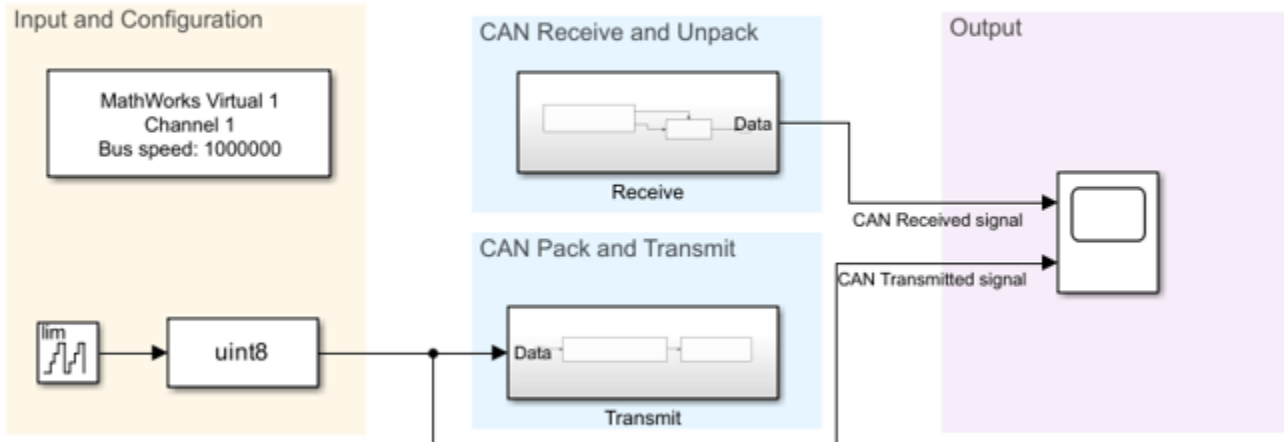 Input and Configuration
MathWorks Virtual 1
Channel 1
Bus speed: 1000000
lim
uint8
CAN Receive and Unpack
Data
Receive
CAN Pack and Transmit
Data
Transmit
Output
CAN Received signal
CAN Transmitted signal